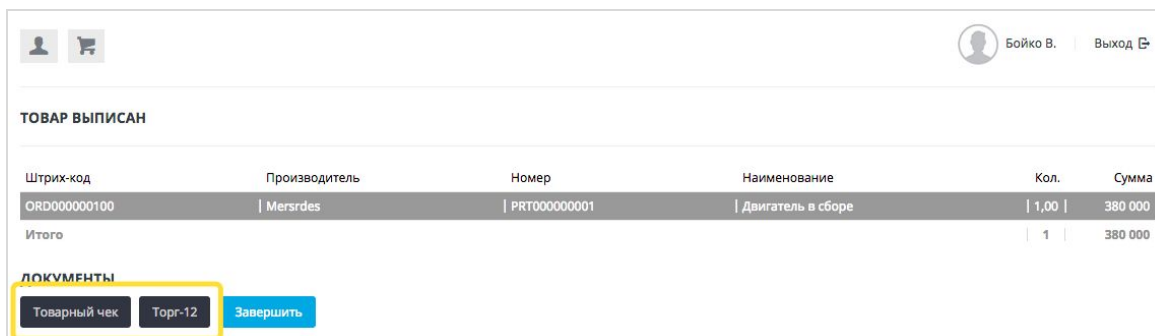 Бойко В. Выход
ТОВАР ВЫПИСАН
Штрих-код Производитель Номер Наименование Кол. Сумма
ORD000000100 | Mersrdes | PRT000000001 | Двигатель в сборе | 1,00 | 380 000
Итого | 1 | 380 000
ДОКУМЕНТЫ
Товарный чек Торг-12 Завершить